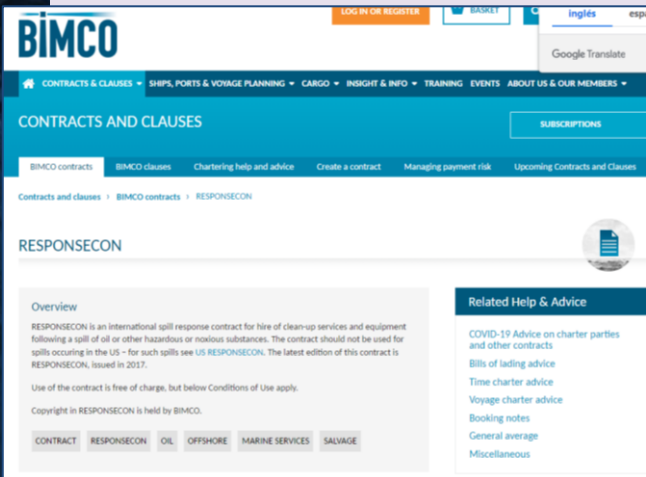 BIMCO
LOG IN OR REGISTER
BASKET
inglés
Google Translate
CONTRACTS & CLAUSES
SHIPS, PORTS & VOYAGE PLANNING
CARGO
INSIGHT & INFO
TRAINING
EVENTS
ABOUT US & OUR MEMBERS
CONTRACTS AND CLAUSES
SUBSCRIPTIONS
BIMCO contracts
BIMCO clauses
Chartering help and advice
Create a contract
Managing payment risk
Upcoming Contracts and Clauses
Contracts and clauses › BIMCO contracts › RESPONSECON
RESPONSECON
Overview
RESPONSECON is an international spill response contract for hire of clean-up services and equipment
following a spill of oil or other hazardous or noxious substances. The contract should not be used for
spills occuring in the US – for such spills see US RESPONSECON. The latest edition of this contract is
RESPONSECON, issued in 2017.
Use of the contract is free of charge, but below Conditions of Use apply.
Copyright in RESPONSECON is held by BIMCO.
CONTRACT
RESPONSECON
OIL
OFFSHORE
MARINE SERVICES
SALVAGE
Related Help & Advice
COVID-19 Advice on charter parties
and other contracts
Bills of lading advice
Time charter advice
Voyage charter advice
Booking notes
General average
Miscellaneous